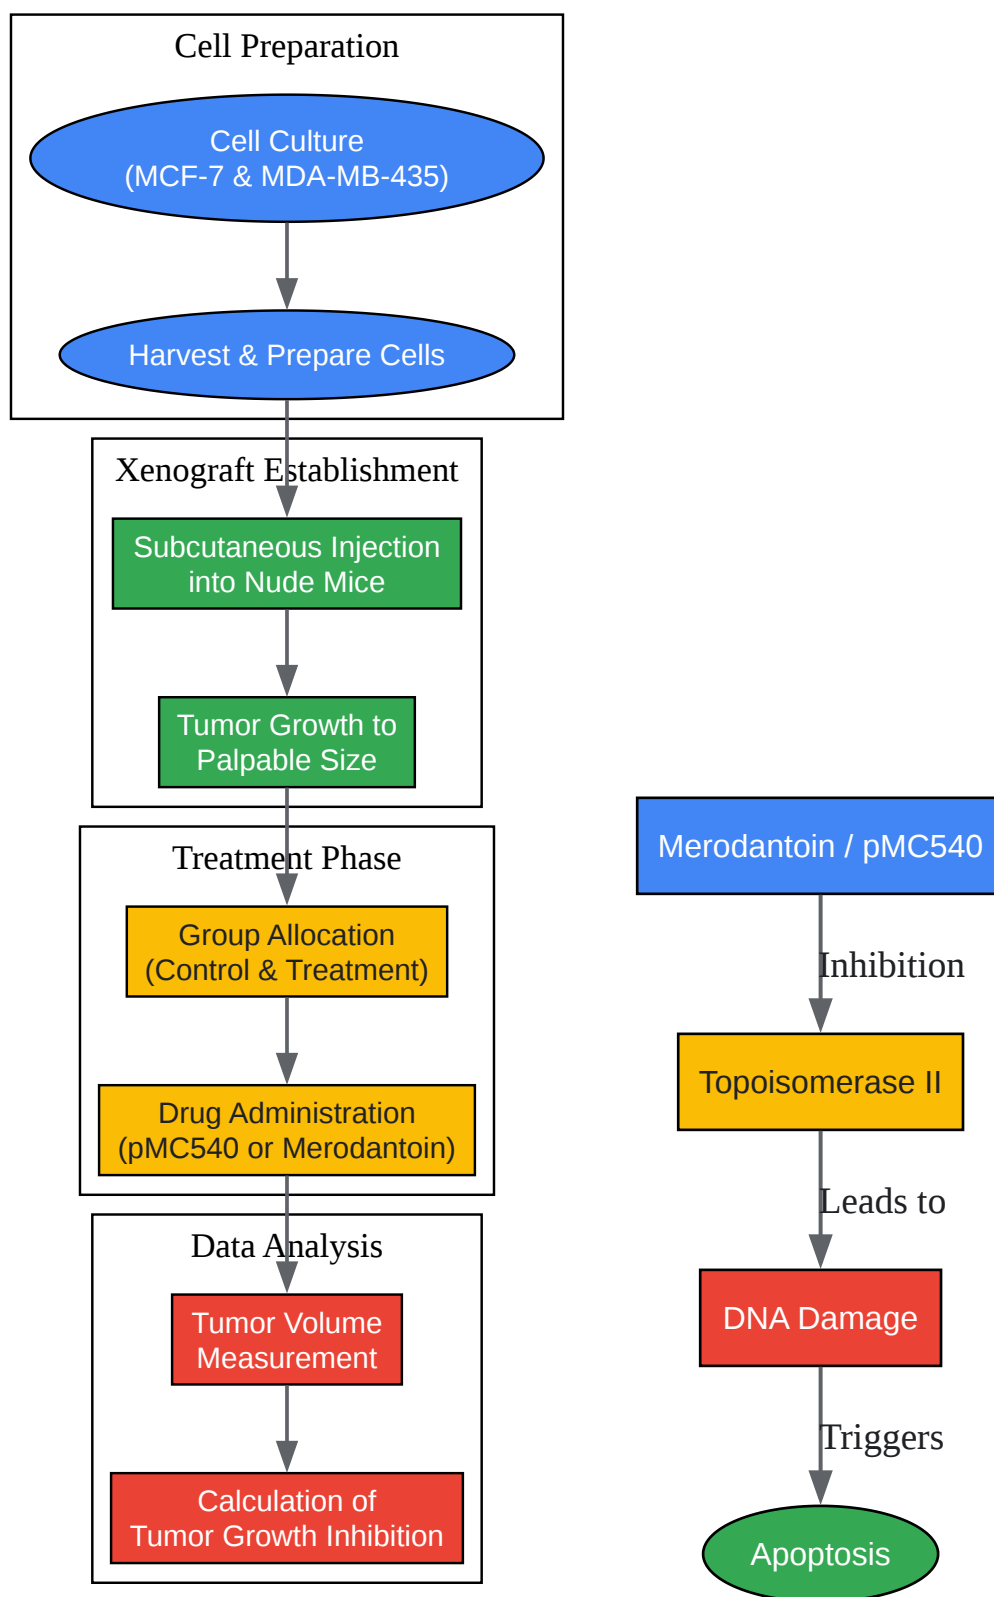 Cell Preparation
Cell Culture
(MCF-7 & MDA-MB-435)
Harvest & Prepare Cells
Xenograft Establishment
Subcutaneous Injection
into Nude Mice
Tumor Growth to
Palpable Size
Treatment Phase
Group Allocation
(Control & Treatment)
Drug Administration
(pMC540 or Merodantoin)
Data Analysis
Tumor Volume
Measurement
Calculation of
Tumor Growth Inhibition
Merodantoin / pMC540
Inhibition
Topoisomerase II
Leads to
DNA Damage
Triggers
Apoptosis